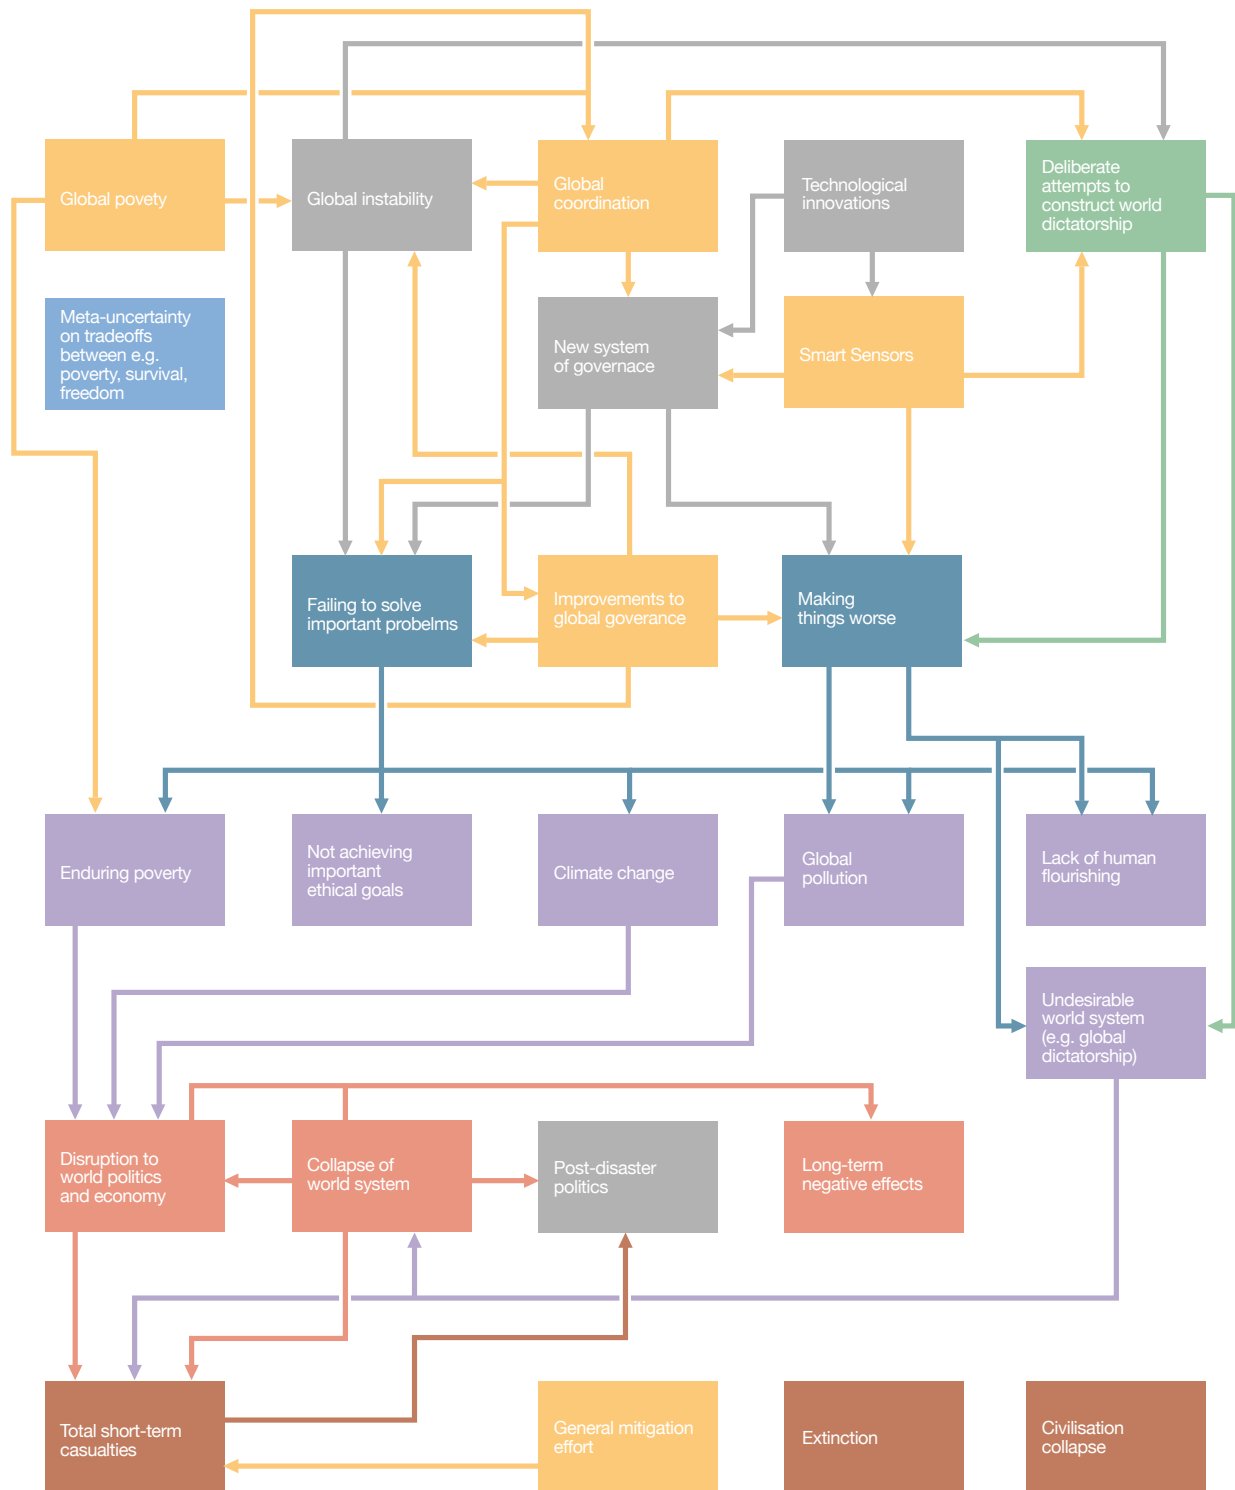 Global povety
Global instability
Global
coordination
Technological
innovations
Deliberate
attempts to
construct world
dictatorship
Meta-uncertainty
on tradeoffs
between e.g.
poverty, survival,
freedom
New system
of governace
Smart Sensors
Failing to solve
important probelms
Improvements to
global goverance
Making
things worse
Enduring poverty
Not achieving
important
ethical goals
Climate change
Global
pollution
Lack of human
flourishing
Undesirable
world system
(e.g. global
dictatorship)
Disruption to
world politics
and economy
Collapse of
world system
Post-disaster
politics
Long-term
negative effects
Total short-term
casualties
General mitigation
effort
Extinction
Civilisation
collapse